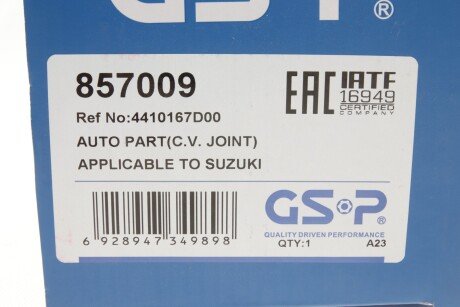 GSP®
857009
Ref No:4410167D00
AUTO PART(C.V. JOINT)
APPLICABLE TO SUZUKI
EAC
IATF
16949
CERTIFIED
COMPANY
6 928947 349898
GSP
QUALITY DRIVEN PERFORMANCE
QTY:1 A23